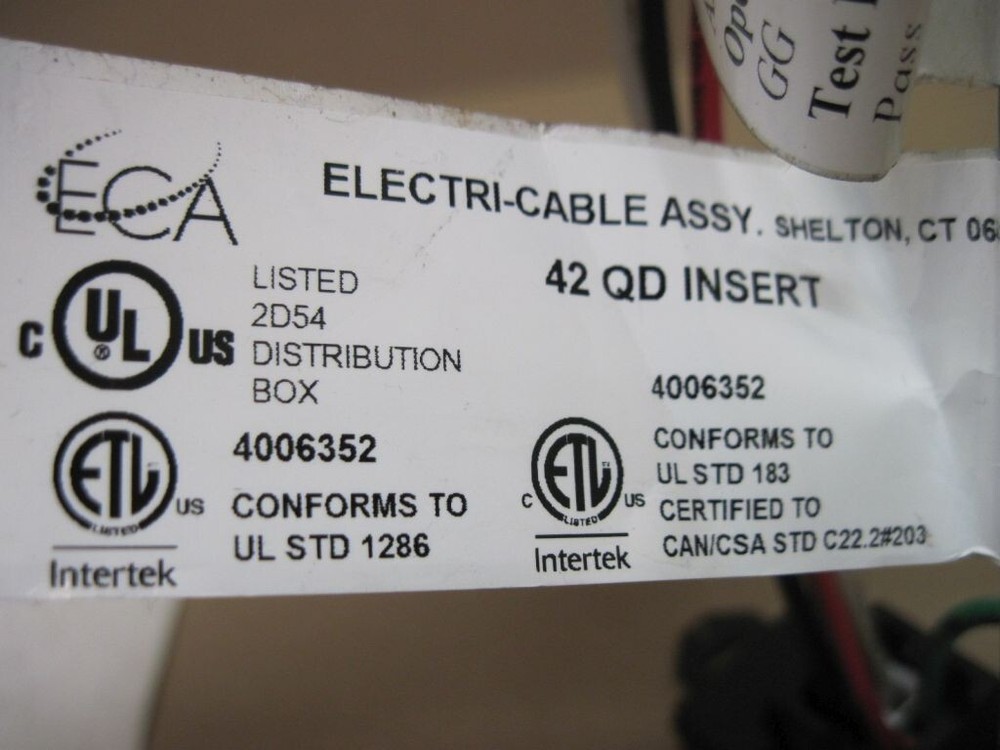 GG
Test
Pass
ECA
ELECTRI-CABLE ASSY. SHELTON, CT
42 QD INSERT
C UL ® US
LISTED
2D54
DISTRIBUTION
BOX
ETL LISTED US
Intertek
4006352
CONFORMS TO
UL STD 1286
C ETL LISTED US
Intertek
4006352
CONFORMS TO
UL STD 183
CERTIFIED TO
CAN/CSA STD C22.2#203